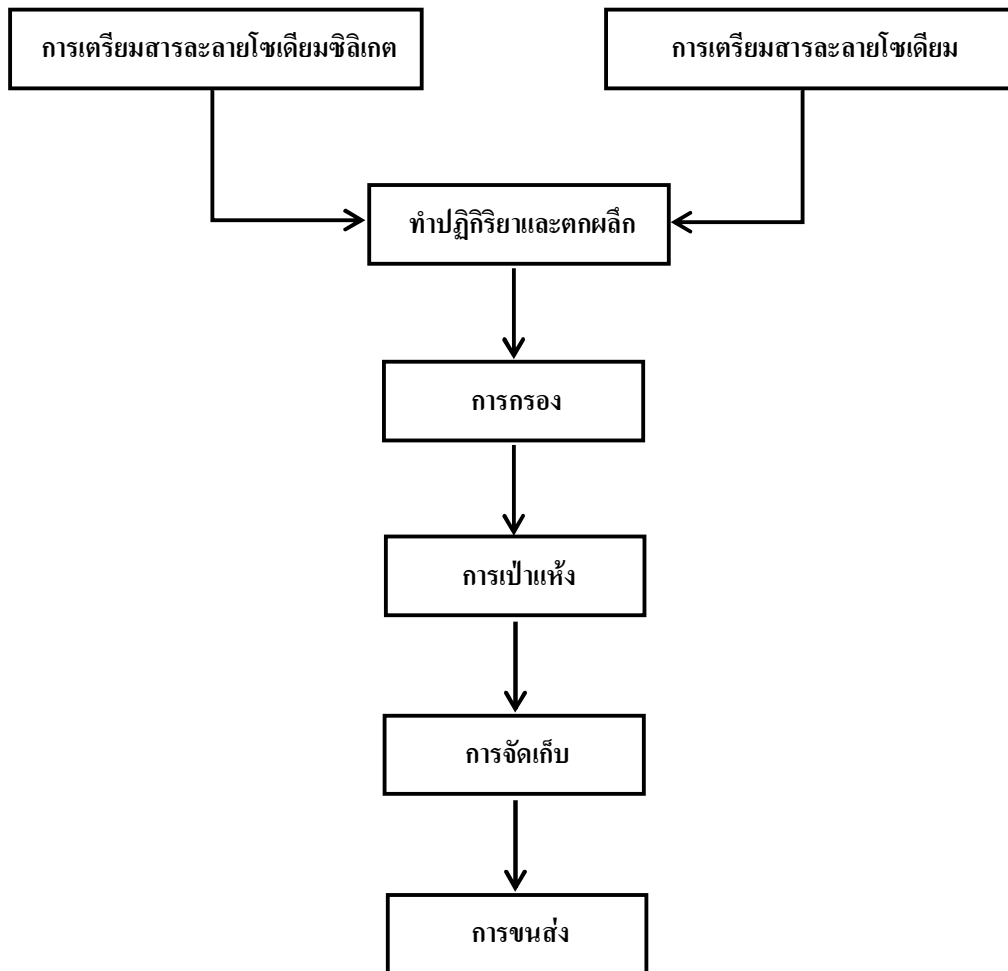 การเตรียมสารละลายโซเดียมซิลิเกต
การเตรียมสารละลายโซเดียม
ทำปฏิกิริยาและตกผลึก
การกรอง
การเป่าแห้ง
การจัดเก็บ
การขนส่ง